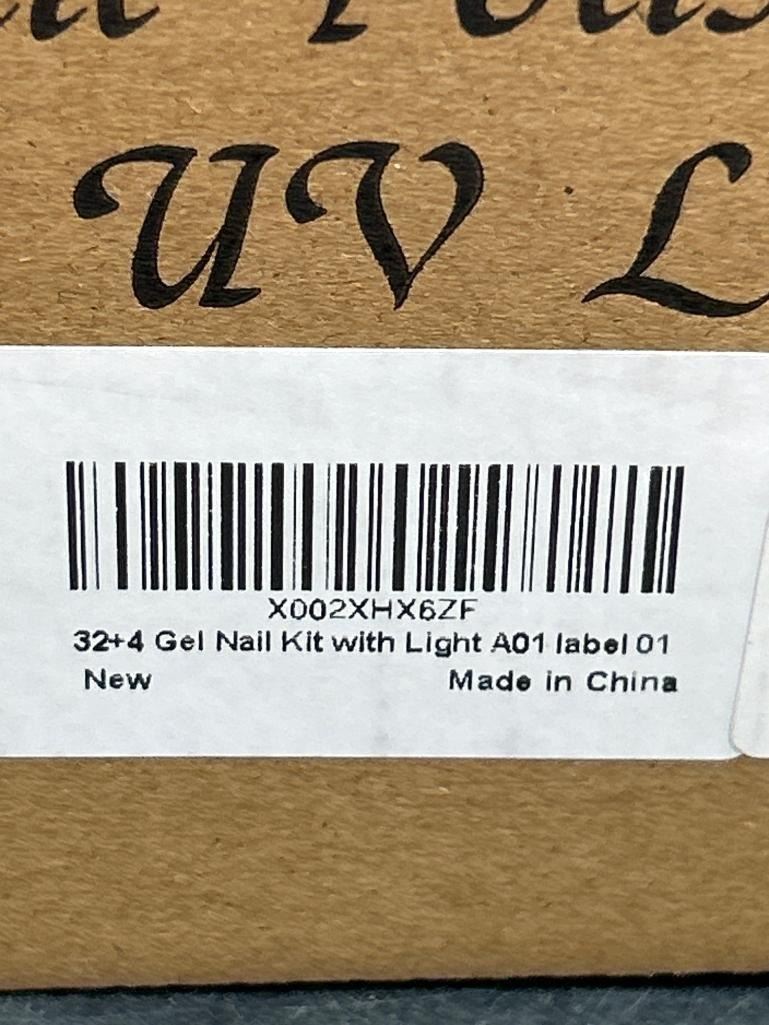 UV L
X002XHX6ZF
32+4 Gel Nail Kit with Light A01 label 01
New Made in China